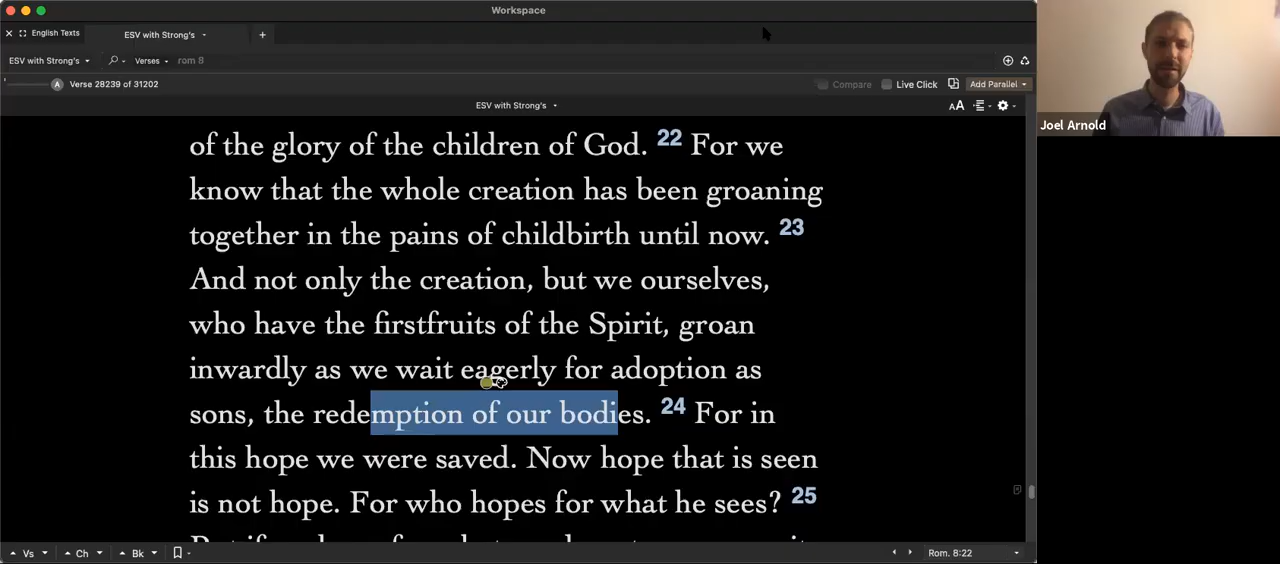 Workspace
English Texts
ESV with Strong's
+
ESV with Strong's
Verses
rom 8
A
Verse 28239 of 31202
Compare
Live Click
Add Parallel
ESV with Strong's
AA
Joel Arnold
of the glory of the children of God. 22 For we
know that the whole creation has been groaning
together in the pains of childbirth until now. 23
And not only the creation, but we ourselves,
who have the firstfruits of the Spirit, groan
inwardly as we wait eagerly for adoption as
sons, the redemption of our bodies. 24 For in
this hope we were saved. Now hope that is seen
is not hope. For who hopes for what he sees? 25
Vs
Ch
Bk
Rom. 8:22